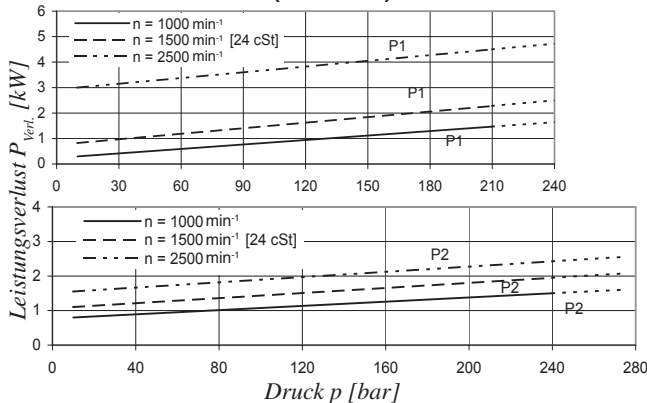 6
n = 1000 min-1
5
n = 1500 min-1 [24 cSt]
P1
n = 2500 min-1
4
3
P1
2
1
P1
0
0 30 60 90 120 150 180 210 240
Leistungsverlust P Verl. [kW]
4
n = 1000 min-1
3
n = 1500 min-1 [24 cSt]
n = 2500 min-1
P2
2
P2
1
P2
0
0 40 80 120 160 200 240 280
Druck p [bar]